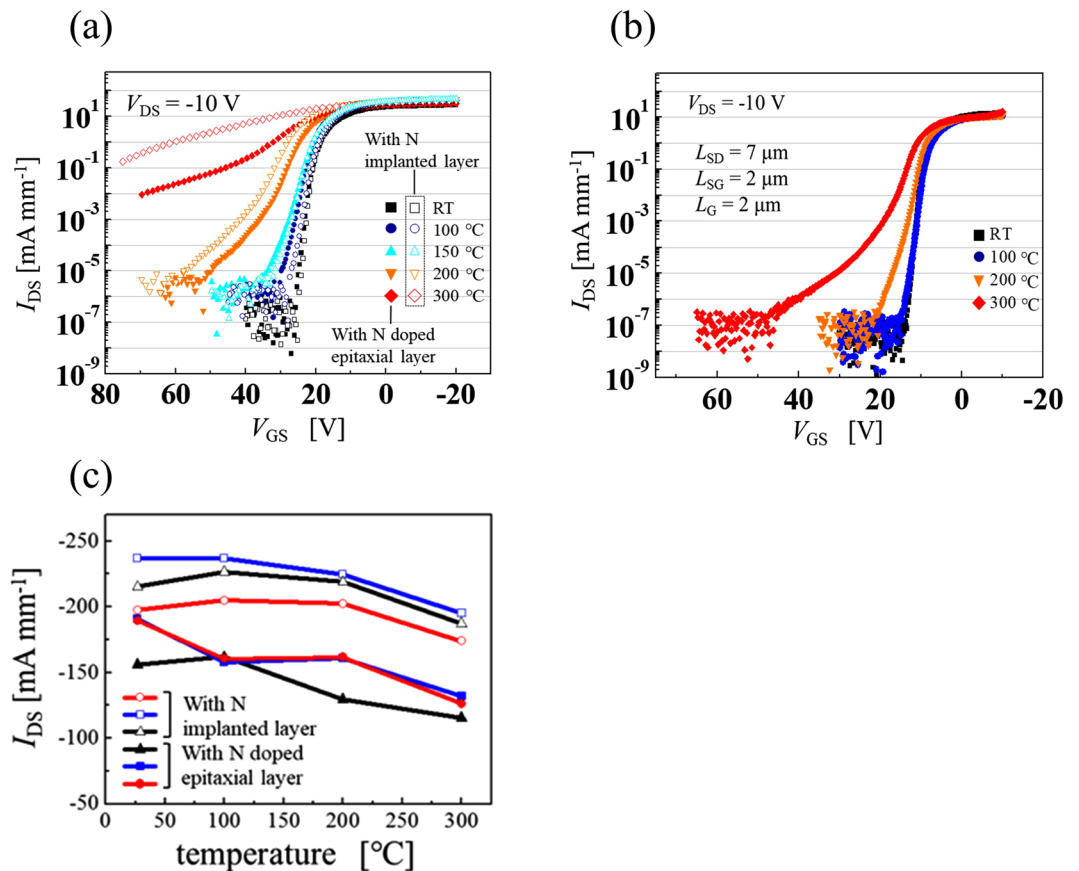 (a)
V_DS = -10 V
With N
implanted layer
RT
100 °C
150 °C
200 °C
300 °C
With N doped
epitaxial layer
10¹
10⁻¹
10⁻³
10⁻⁵
10⁻⁷
10⁻⁹
I_DS [mA mm⁻¹]
80 60 40 20 0 -20
V_GS [V]
(b)
V_DS = -10 V
L_SD = 7 μm
L_SG = 2 μm
L_G = 2 μm
RT
100 °C
200 °C
300 °C
10¹
10⁻¹
10⁻³
10⁻⁵
10⁻⁷
10⁻⁹
I_DS [mA mm⁻¹]
60 40 20 0 -20
V_GS [V]
(c)
-250
-200
-150
-100
-50
I_DS [mA mm⁻¹]
With N
implanted layer
With N doped
epitaxial layer
0 50 100 150 200 250 300
temperature [°C]